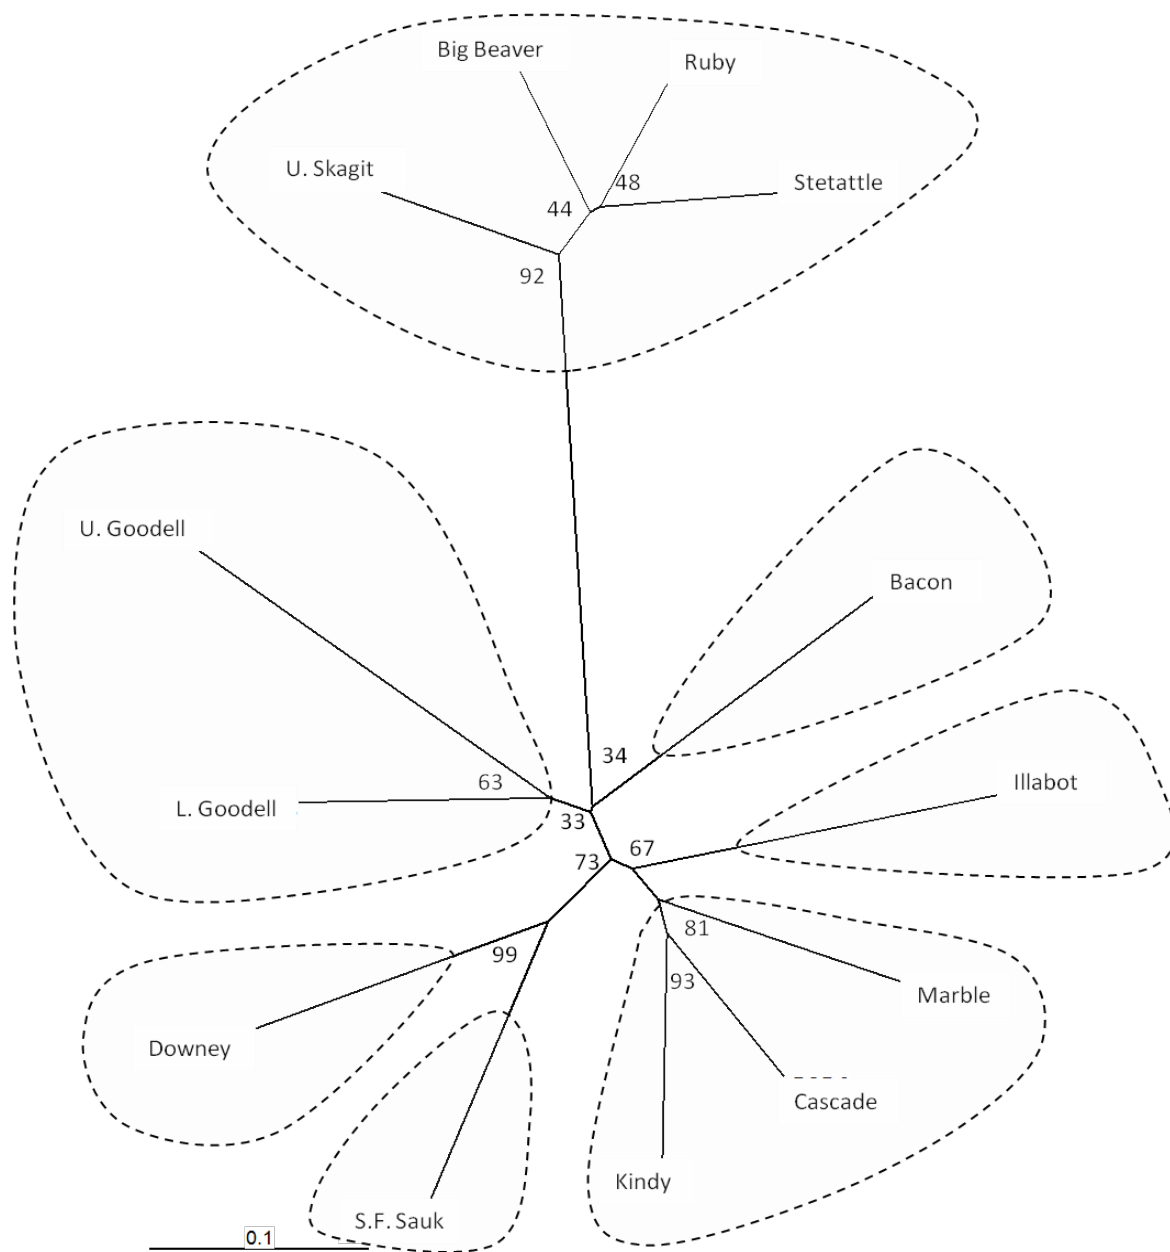 Big Beaver
Ruby
U. Skagit
48
Stetattle
44
92
U. Goodell
Bacon
34
63
Illabot
L. Goodell
33
67
73
81
99
93
Marble
Downey
Cascade
Kindy
S.F. Sauk
0.1